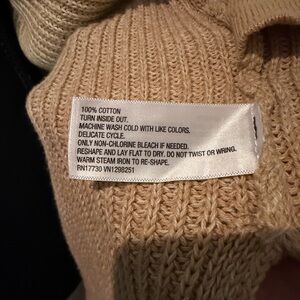 100% COTTON
TURN INSIDE OUT.
MACHINE WASH COLD WITH LIKE COLORS.
DELICATE CYCLE.
ONLY NON-CHLORINE BLEACH IF NEEDED.
RESHAPE AND LAY FLAT TO DRY. DO NOT TWIST OR WRING.
WARM STEAM IRON TO RE-SHAPE.
RN17730 VN1298251